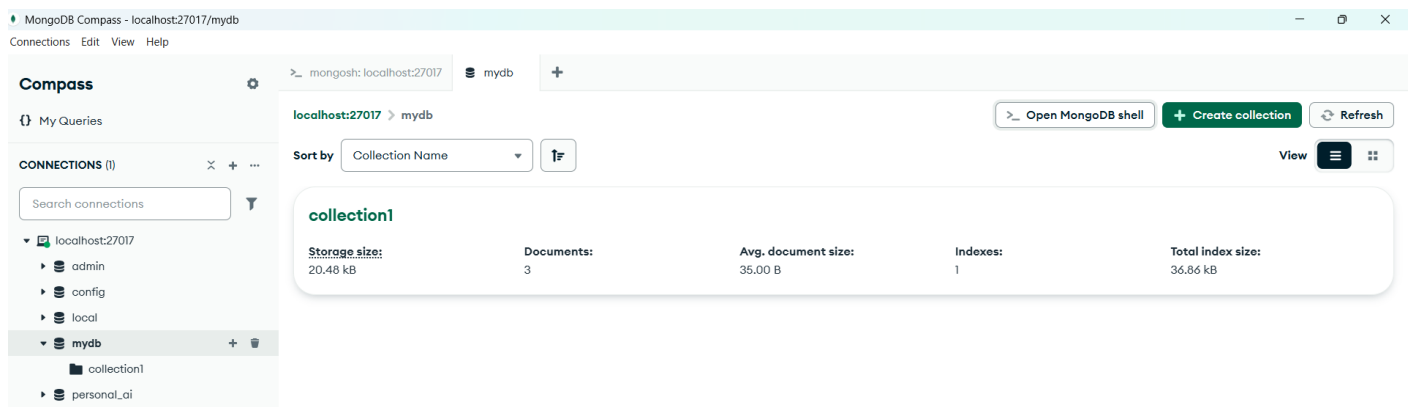 MongoDB Compass - localhost:27017/mydb
Connections Edit View Help
Compass
{} My Queries
CONNECTIONS (1)
Search connections
localhost:27017
admin
config
local
mydb
collection1
personal_ai
>_ mongosh: localhost:27017
mydb
localhost:27017 > mydb
>_ Open MongoDB shell
+ Create collection
Refresh
Sort by Collection Name
View
collection1
Storage size: Documents: Avg. document size: Indexes: Total index size:
20.48 kB 3 35.00 B 1 36.86 kB